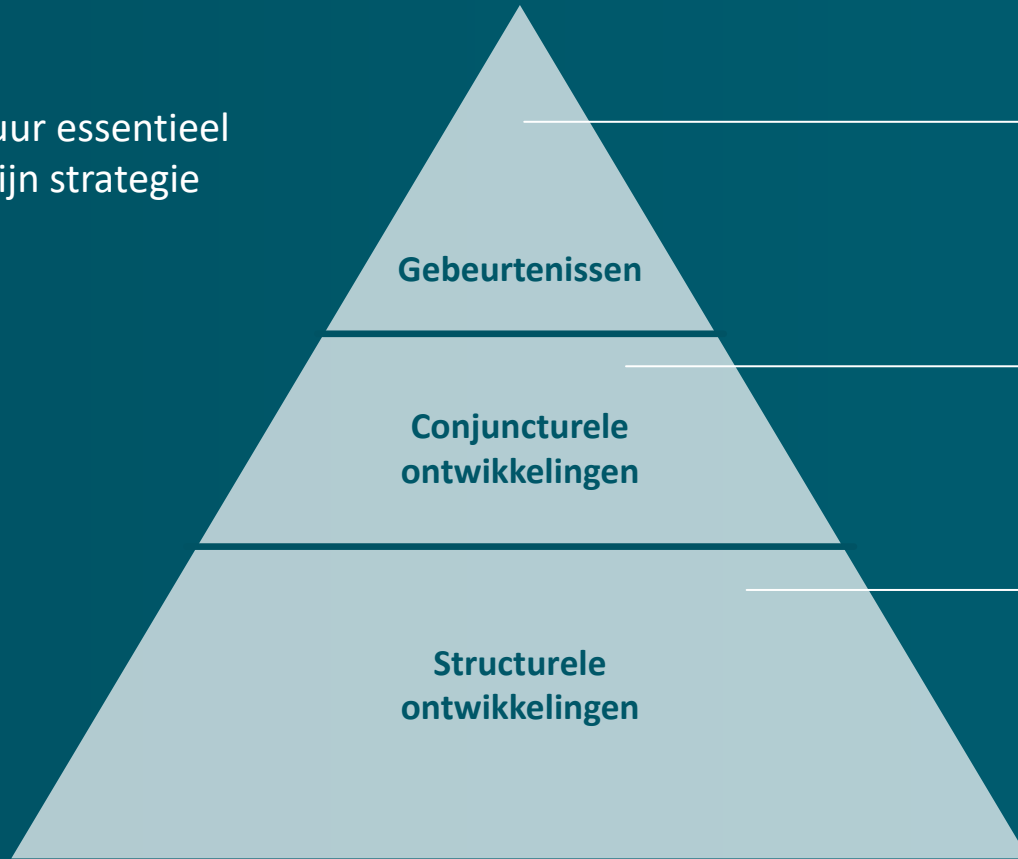 uur essentieel
ijn strategie
Gebeurtenissen
Conjuncturele
ontwikkelingen
Structurele
ontwikkelingen